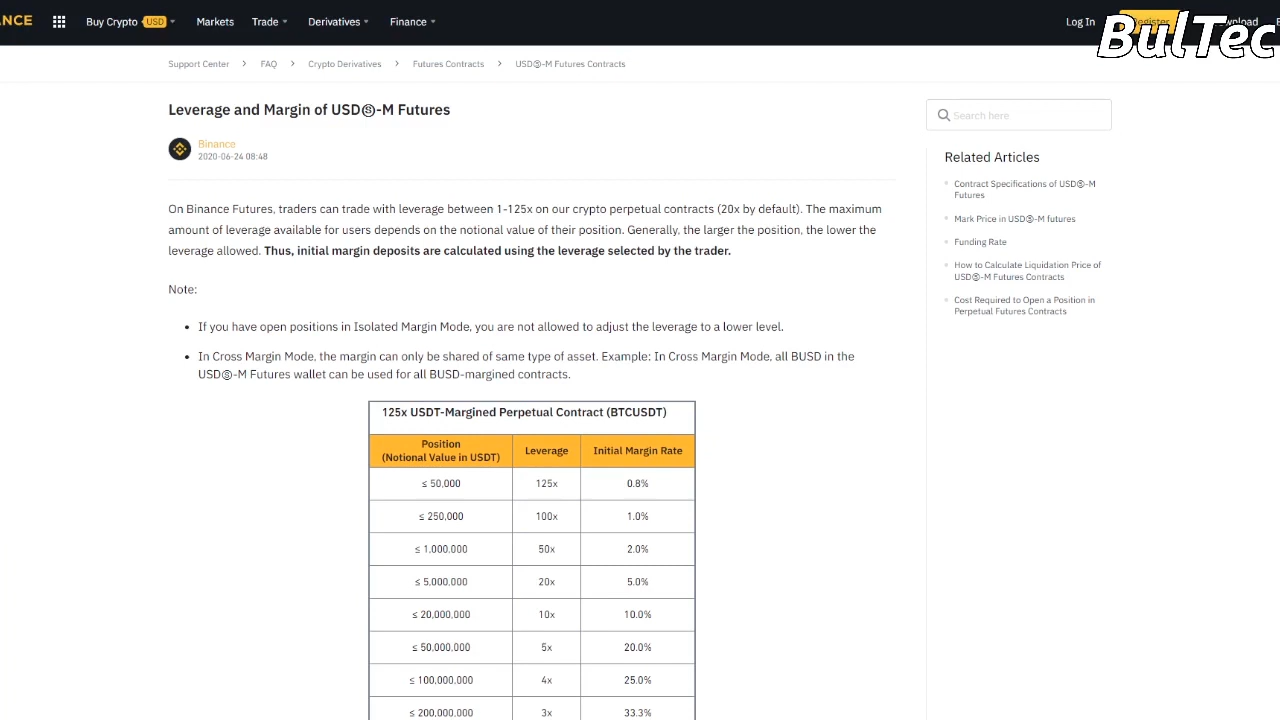 NCE Buy Crypto USD Markets Trade Derivatives Finance Log In Register
BulTec
Support Center > FAQ > Crypto Derivatives > Futures Contracts > USDⓈ-M Futures Contracts
Leverage and Margin of USDⓈ-M Futures
Binance
2020-06-24 08:48
On Binance Futures, traders can trade with leverage between 1-125x on our crypto perpetual contracts (20x by default). The maximum
amount of leverage available for users depends on the notional value of their position. Generally, the larger the position, the lower the
leverage allowed. Thus, initial margin deposits are calculated using the leverage selected by the trader.
Note:
• If you have open positions in Isolated Margin Mode, you are not allowed to adjust the leverage to a lower level.
• In Cross Margin Mode, the margin can only be shared of same type of asset. Example: In Cross Margin Mode, all BUSD in the
USDⓈ-M Futures wallet can be used for all BUSD-margined contracts.
125x USDT-Margined Perpetual Contract (BTCUSDT)
Position
(Notional Value in USDT) Leverage Initial Margin Rate
≤ 50,000 125x 0.8%
≤ 250,000 100x 1.0%
≤ 1,000,000 50x 2.0%
≤ 5,000,000 20x 5.0%
≤ 20,000,000 10x 10.0%
≤ 50,000,000 5x 20.0%
≤ 100,000,000 4x 25.0%
≤ 200,000,000 3x 33.3%
Search here
Related Articles
Contract Specifications of USDⓈ-M
Futures
Mark Price in USDⓈ-M futures
Funding Rate
How to Calculate Liquidation Price of
USDⓈ-M Futures Contracts
Cost Required to Open a Position in
Perpetual Futures Contracts